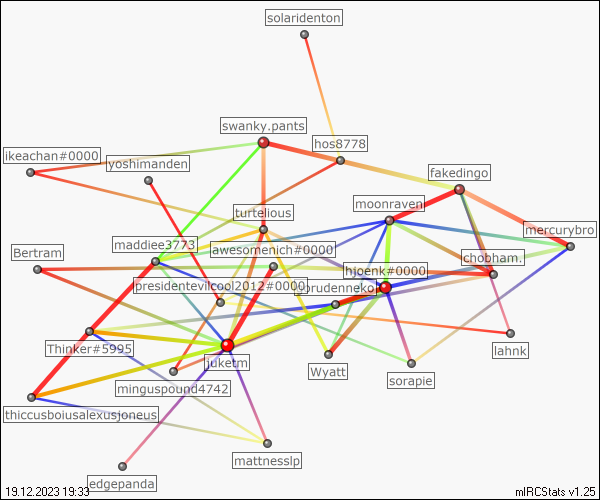 solaridenton
swanky.pants
hos8778
ikeachan#0000
yoshimanden
fakedingo
moonraven
turtelious
mercurybro
maddiee3773
awesomenich#0000
Bertram
chobham.
hjoenk#0000
presidentevilcool2012#0000
Thinker#5995
lahnk
juketm
Wyatt
sorapie
minguspound4742
thiccusboiusalexusjoneus
mattnesslp
edgepanda
19.12.2023 19:33
mIRCStats v1.25